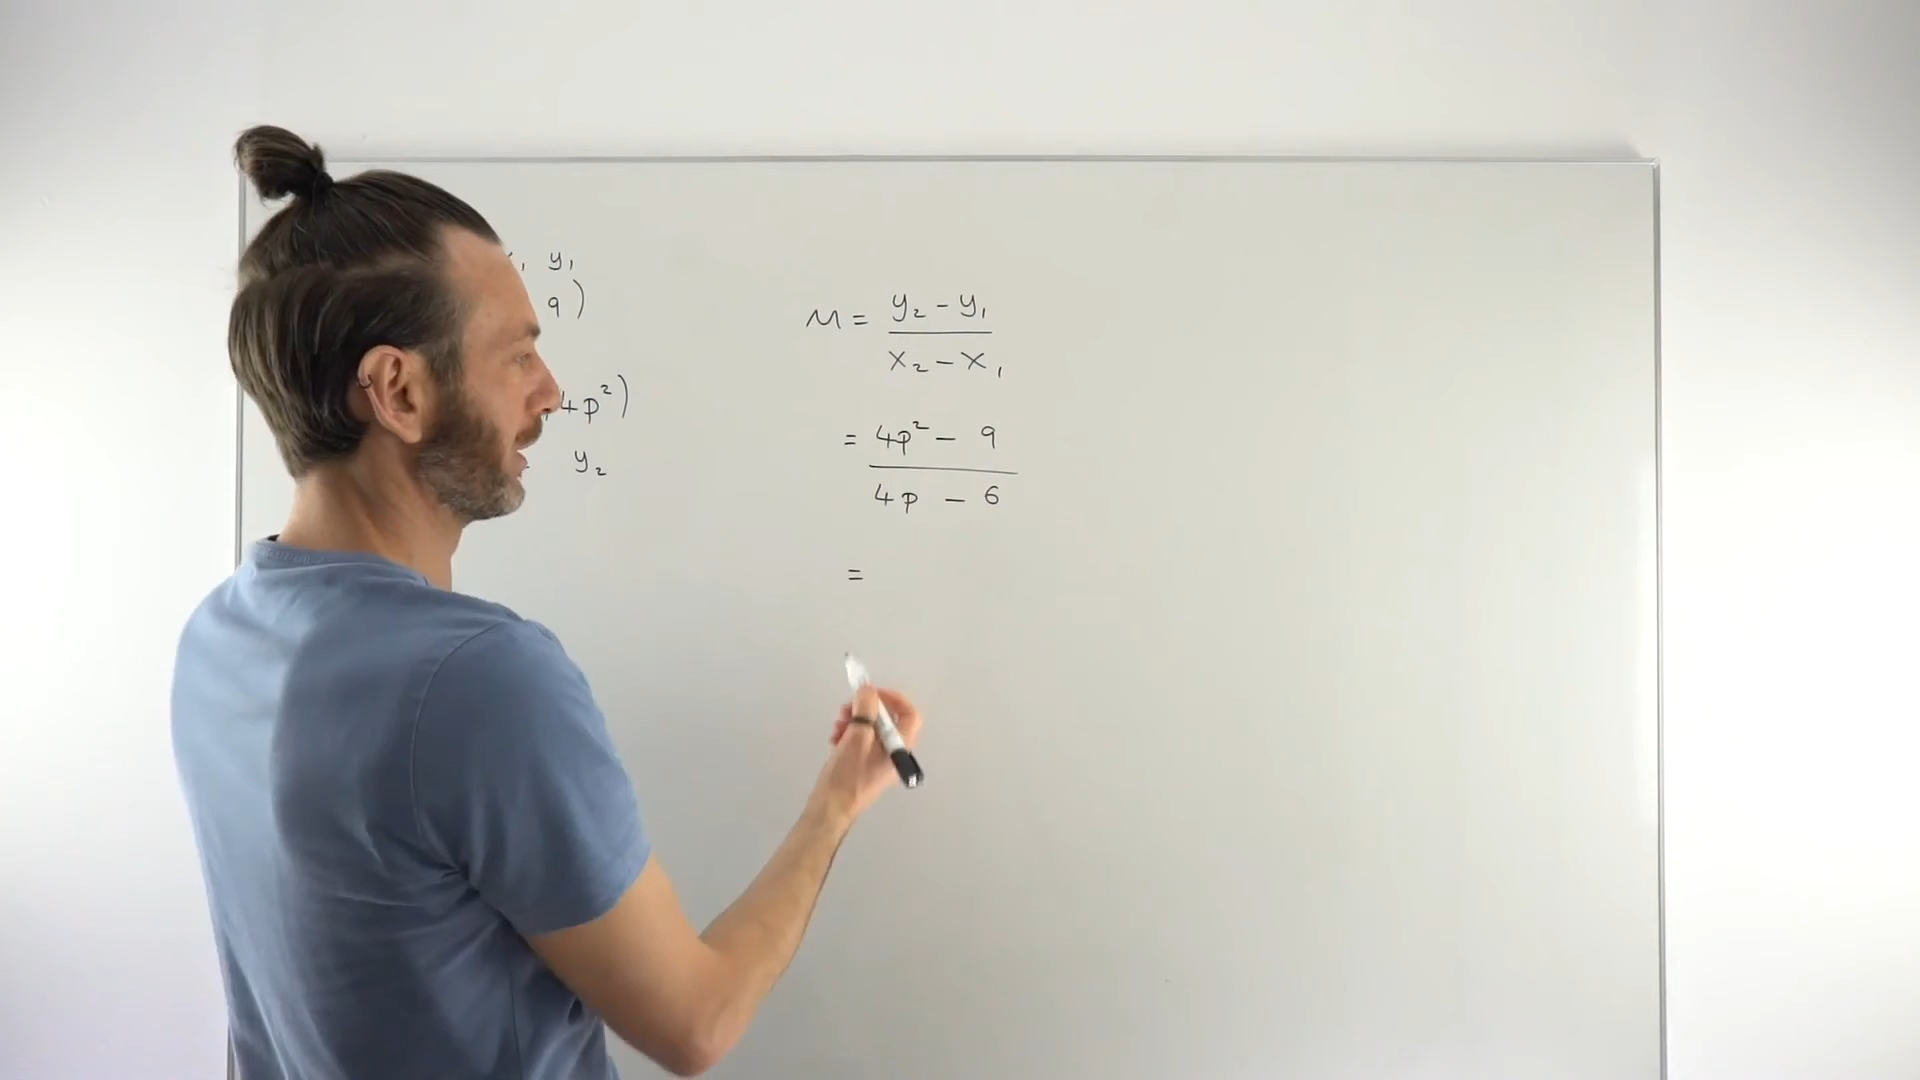 , y₁
9)
4p²)
y₂
m = y₂ - y₁
x₂ - x₁
= 4p² - 9
4p - 6
=